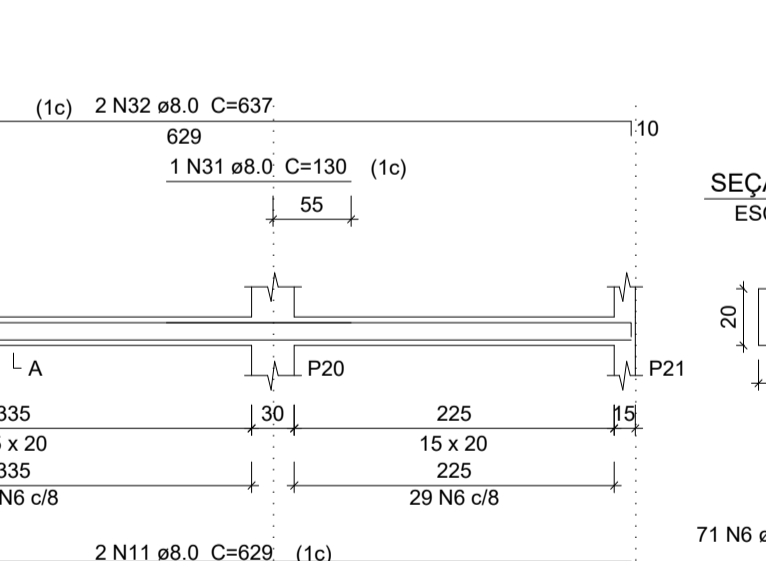 (1c) 2 N32 ø8.0 C=637
10
629
1 N31 ø8.0 C=130 (1c)
55
20
A
P20
P21
335
30
225
15
x 20
15 x 20
335
225
N6 c/8
29 N6 c/8
71 N6
2 N11 ø8.0 C=629 (1c)